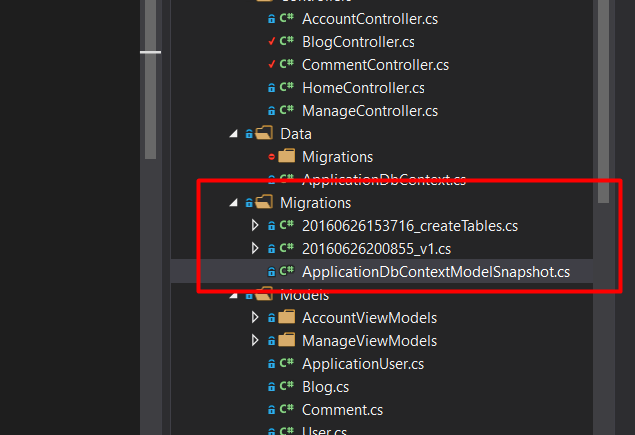 Controllers
C# AccountController.cs
C# BlogController.cs
C# CommentController.cs
C# HomeController.cs
C# ManageController.cs
Data
Migrations
C# ApplicationDbContext.cs
Migrations
C# 20160626153716_createTables.cs
C# 20160626200855_v1.cs
C# ApplicationDbContextModelSnapshot.cs
Models
AccountViewModels
ManageViewModels
C# ApplicationUser.cs
C# Blog.cs
C# Comment.cs
C# User.cs